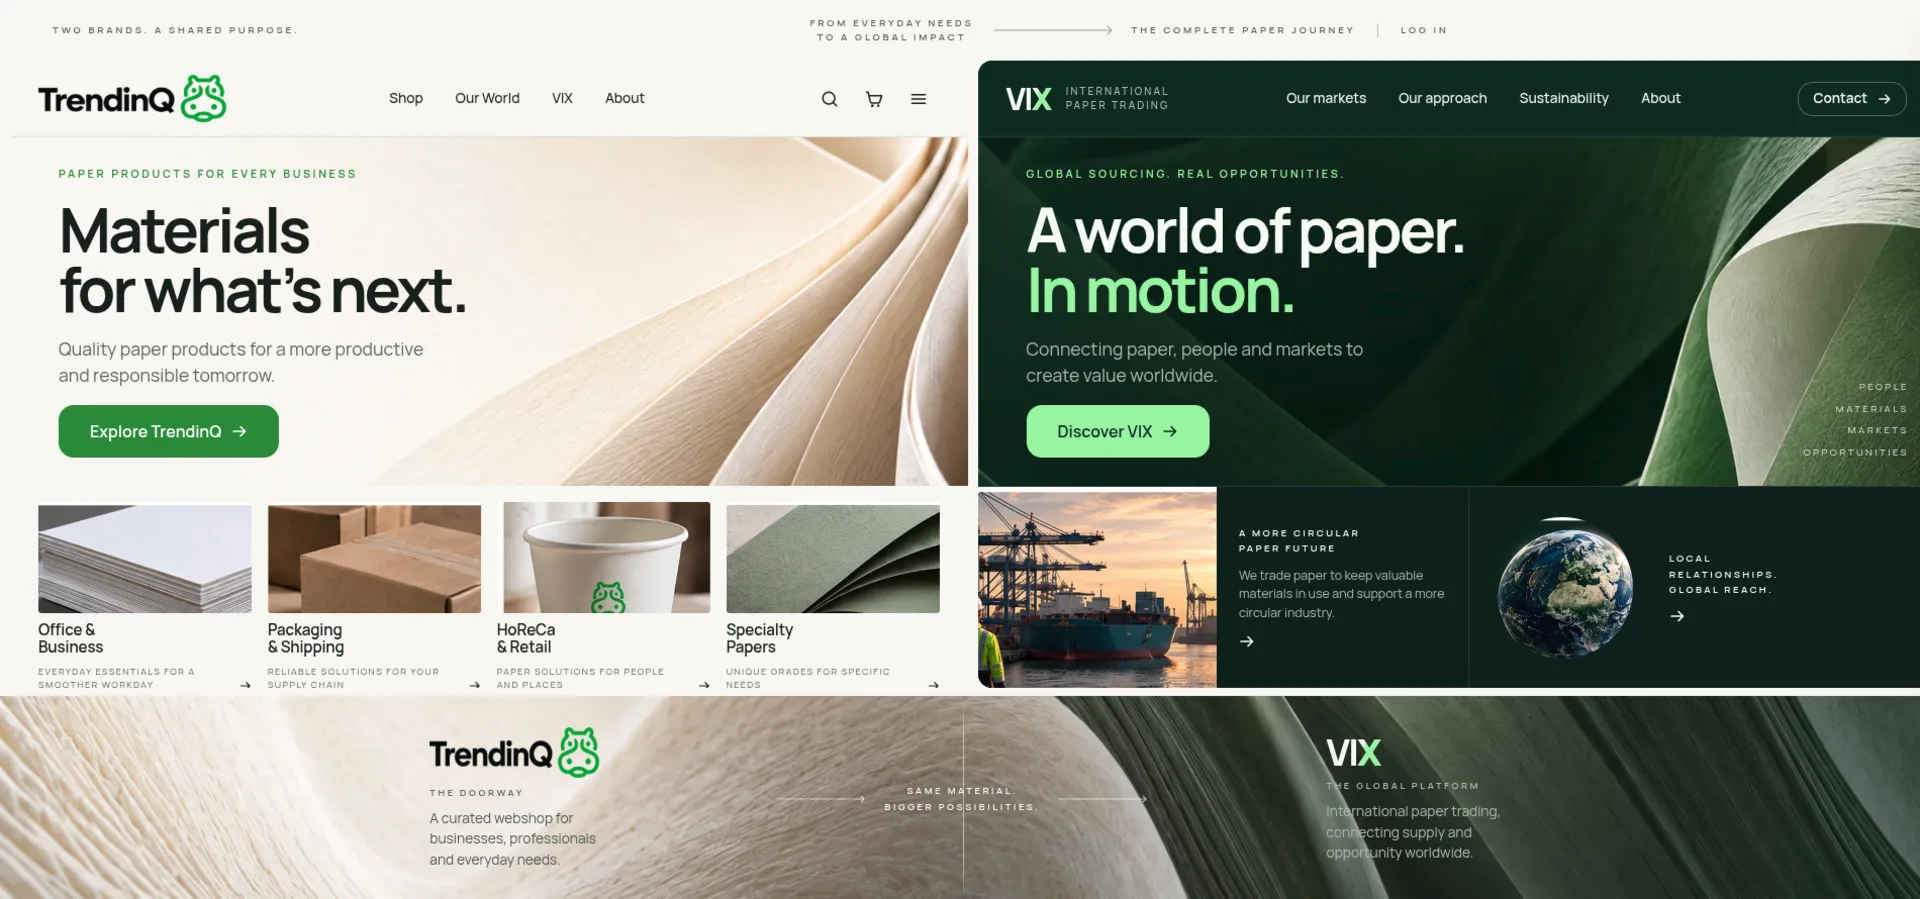 TWO BRANDS. A SHARED PURPOSE.
FROM EVERYDAY NEEDS
TO A GLOBAL IMPACT
THE COMPLETE PAPER JOURNEY
LOG IN
TrendinQ
Shop
Our World
VIX
About
PAPER PRODUCTS FOR EVERY BUSINESS
Materials
for what’s next.
Quality paper products for a more productive
and responsible tomorrow.
Explore TrendinQ
Office &
Business
EVERYDAY ESSENTIALS FOR A
SMOOTHER WORKDAY
Packaging
& Shipping
RELIABLE SOLUTIONS FOR YOUR
SUPPLY CHAIN
HoReCa
& Retail
PAPER SOLUTIONS FOR PEOPLE
AND PLACES
Specialty
Papers
UNIQUE GRADES FOR SPECIFIC
NEEDS
VIX
INTERNATIONAL
PAPER TRADING
Our markets
Our approach
Sustainability
About
Contact
GLOBAL SOURCING. REAL OPPORTUNITIES.
A world of paper.
In motion.
Connecting paper, people and markets to
create value worldwide.
Discover VIX
PEOPLE
MATERIALS
MARKETS
OPPORTUNITIES
A MORE CIRCULAR
PAPER FUTURE
We trade paper to keep valuable
materials in use and support a more
circular industry.
LOCAL
RELATIONSHIPS.
GLOBAL REACH.
TrendinQ
THE DOORWAY
A curated webshop for
businesses, professionals
and everyday needs.
SAME MATERIAL.
BIGGER POSSIBILITIES.
VIX
THE GLOBAL PLATFORM
International paper trading,
connecting supply and
opportunity worldwide.